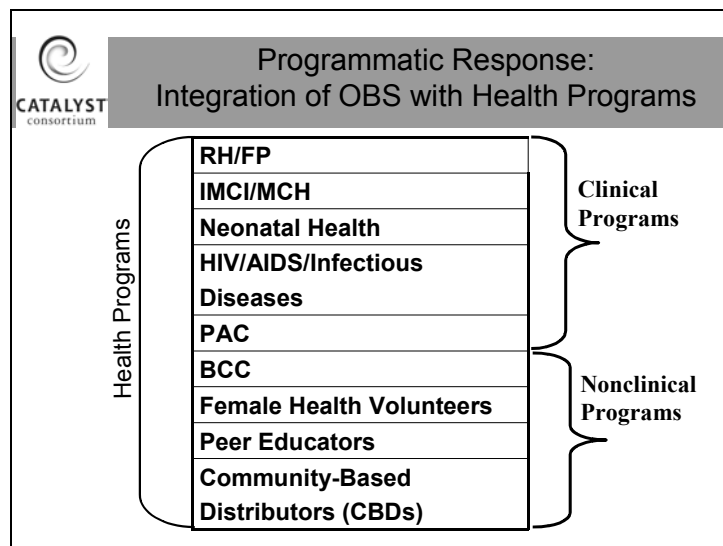 CATALYST
consortium
Programmatic Response:
Integration of OBS with Health Programs
Health Programs
RH/FP
IMCI/MCH
Neonatal Health
HIV/AIDS/Infectious
Diseases
PAC
BCC
Female Health Volunteers
Peer Educators
Community-Based
Distributors (CBDs)
Clinical
Programs
Nonclinical
Programs